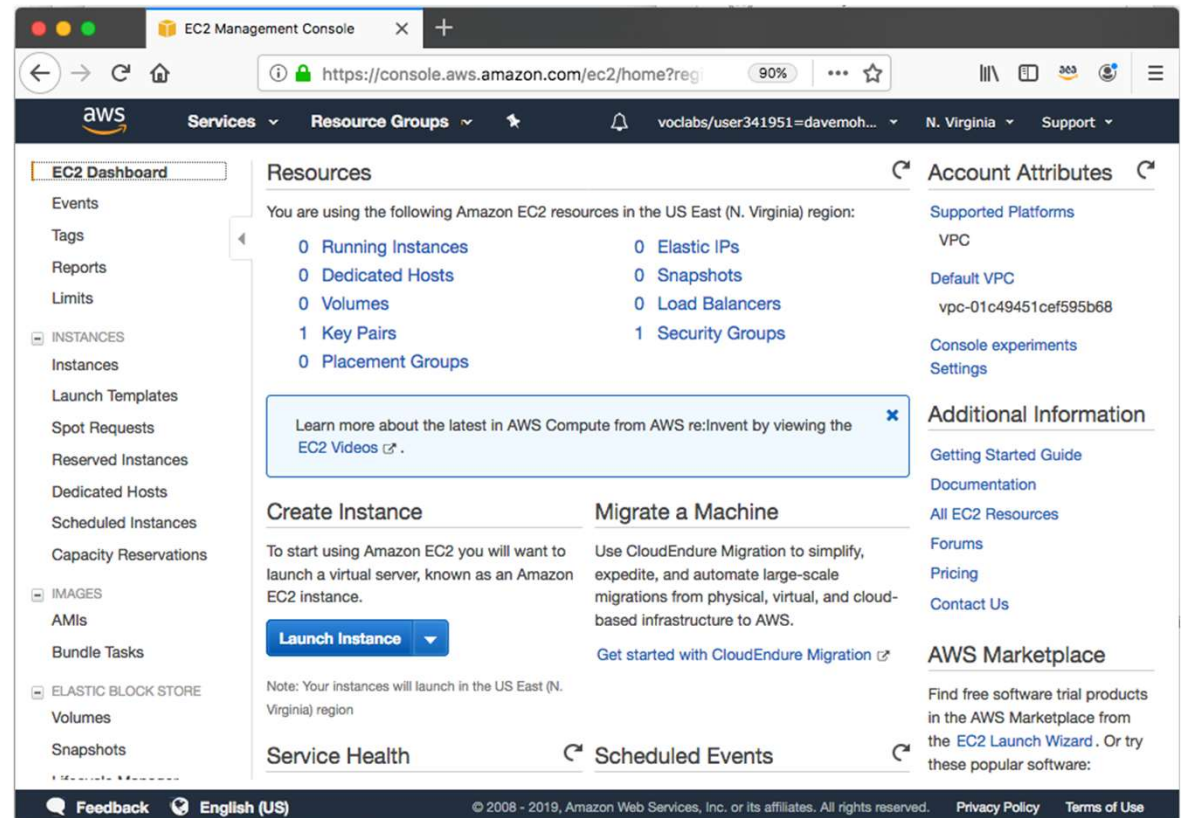 EC2 Management Console
https://console.aws.amazon.com/ec2/home?regi
90%
aws
Services
Resource Groups
voclabs/user341951=davemoh...
N. Virginia
Support
EC2 Dashboard
Events
Tags
Reports
Limits
INSTANCES
Instances
Launch Templates
Spot Requests
Reserved Instances
Dedicated Hosts
Scheduled Instances
Capacity Reservations
IMAGES
AMIs
Bundle Tasks
ELASTIC BLOCK STORE
Volumes
Snapshots
Resources
You are using the following Amazon EC2 resources in the US East (N. Virginia) region:
0 Running Instances
0 Elastic IPs
0 Dedicated Hosts
0 Snapshots
0 Volumes
0 Load Balancers
1 Key Pairs
1 Security Groups
0 Placement Groups
Learn more about the latest in AWS Compute from AWS re:Invent by viewing the
EC2 Videos .
Create Instance
To start using Amazon EC2 you will want to
launch a virtual server, known as an Amazon
EC2 instance.
Launch Instance
Note: Your instances will launch in the US East (N.
Virginia) region
Migrate a Machine
Use CloudEndure Migration to simplify,
expedite, and automate large-scale
migrations from physical, virtual, and cloud-
based infrastructure to AWS.
Get started with CloudEndure Migration
Service Health
Scheduled Events
Account Attributes
Supported Platforms
VPC
Default VPC
vpc-01c49451cef595b68
Console experiments
Settings
Additional Information
Getting Started Guide
Documentation
All EC2 Resources
Forums
Pricing
Contact Us
AWS Marketplace
Find free software trial products
in the AWS Marketplace from
the EC2 Launch Wizard. Or try
these popular software:
Feedback
English (US)
© 2008 - 2019, Amazon Web Services, Inc. or its affiliates. All rights reserved.
Privacy Policy
Terms of Use